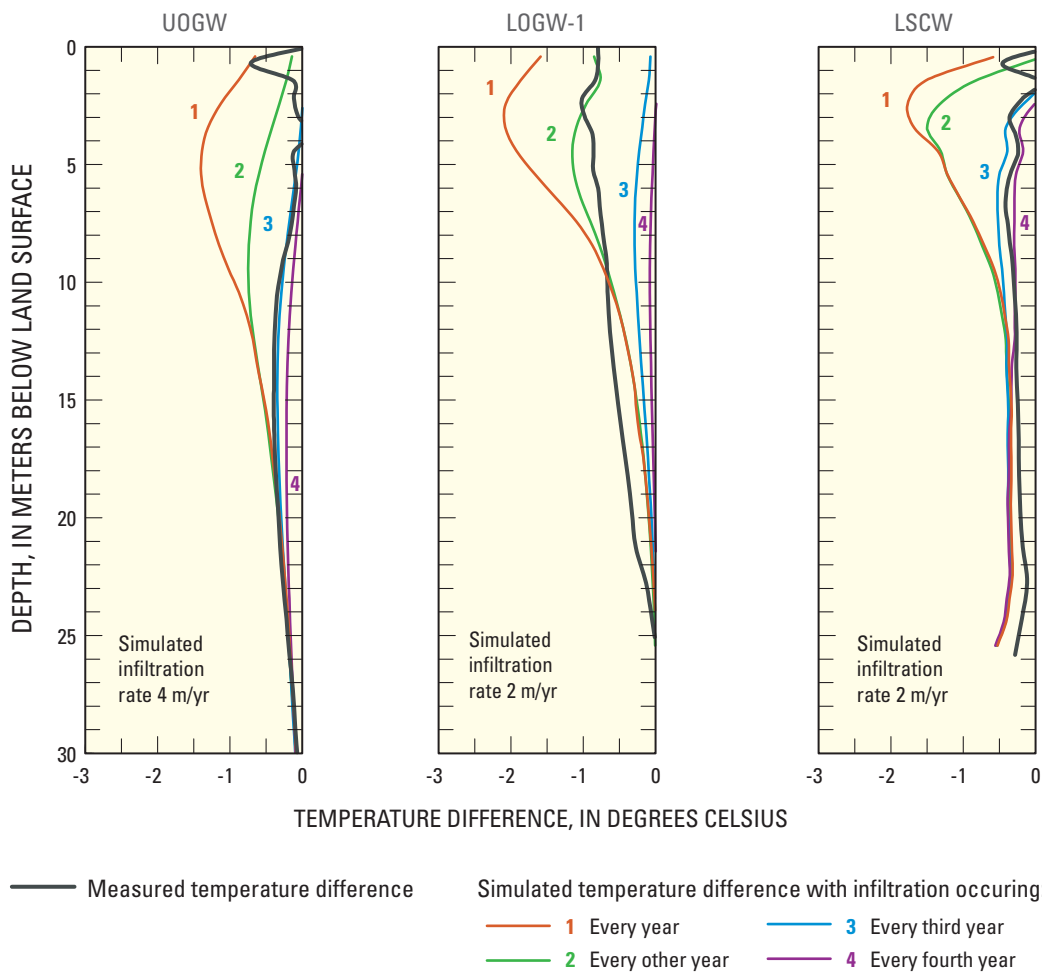 UOGW
LOGW-1
LSCW
DEPTH, IN METERS BELOW LAND SURFACE
0
5
10
15
20
25
30
1
2
3
4
Simulated
infiltration
rate 4 m/yr
1
2
3
4
Simulated
infiltration
rate 2 m/yr
1
2
3
4
Simulated
infiltration
rate 2 m/yr
-3 -2 -1 0
-3 -2 -1 0
-3 -2 -1 0
TEMPERATURE DIFFERENCE, IN DEGREES CELSIUS
Measured temperature difference
Simulated temperature difference with infiltration occuring
1 Every year
3 Every third year
2 Every other year
4 Every fourth year